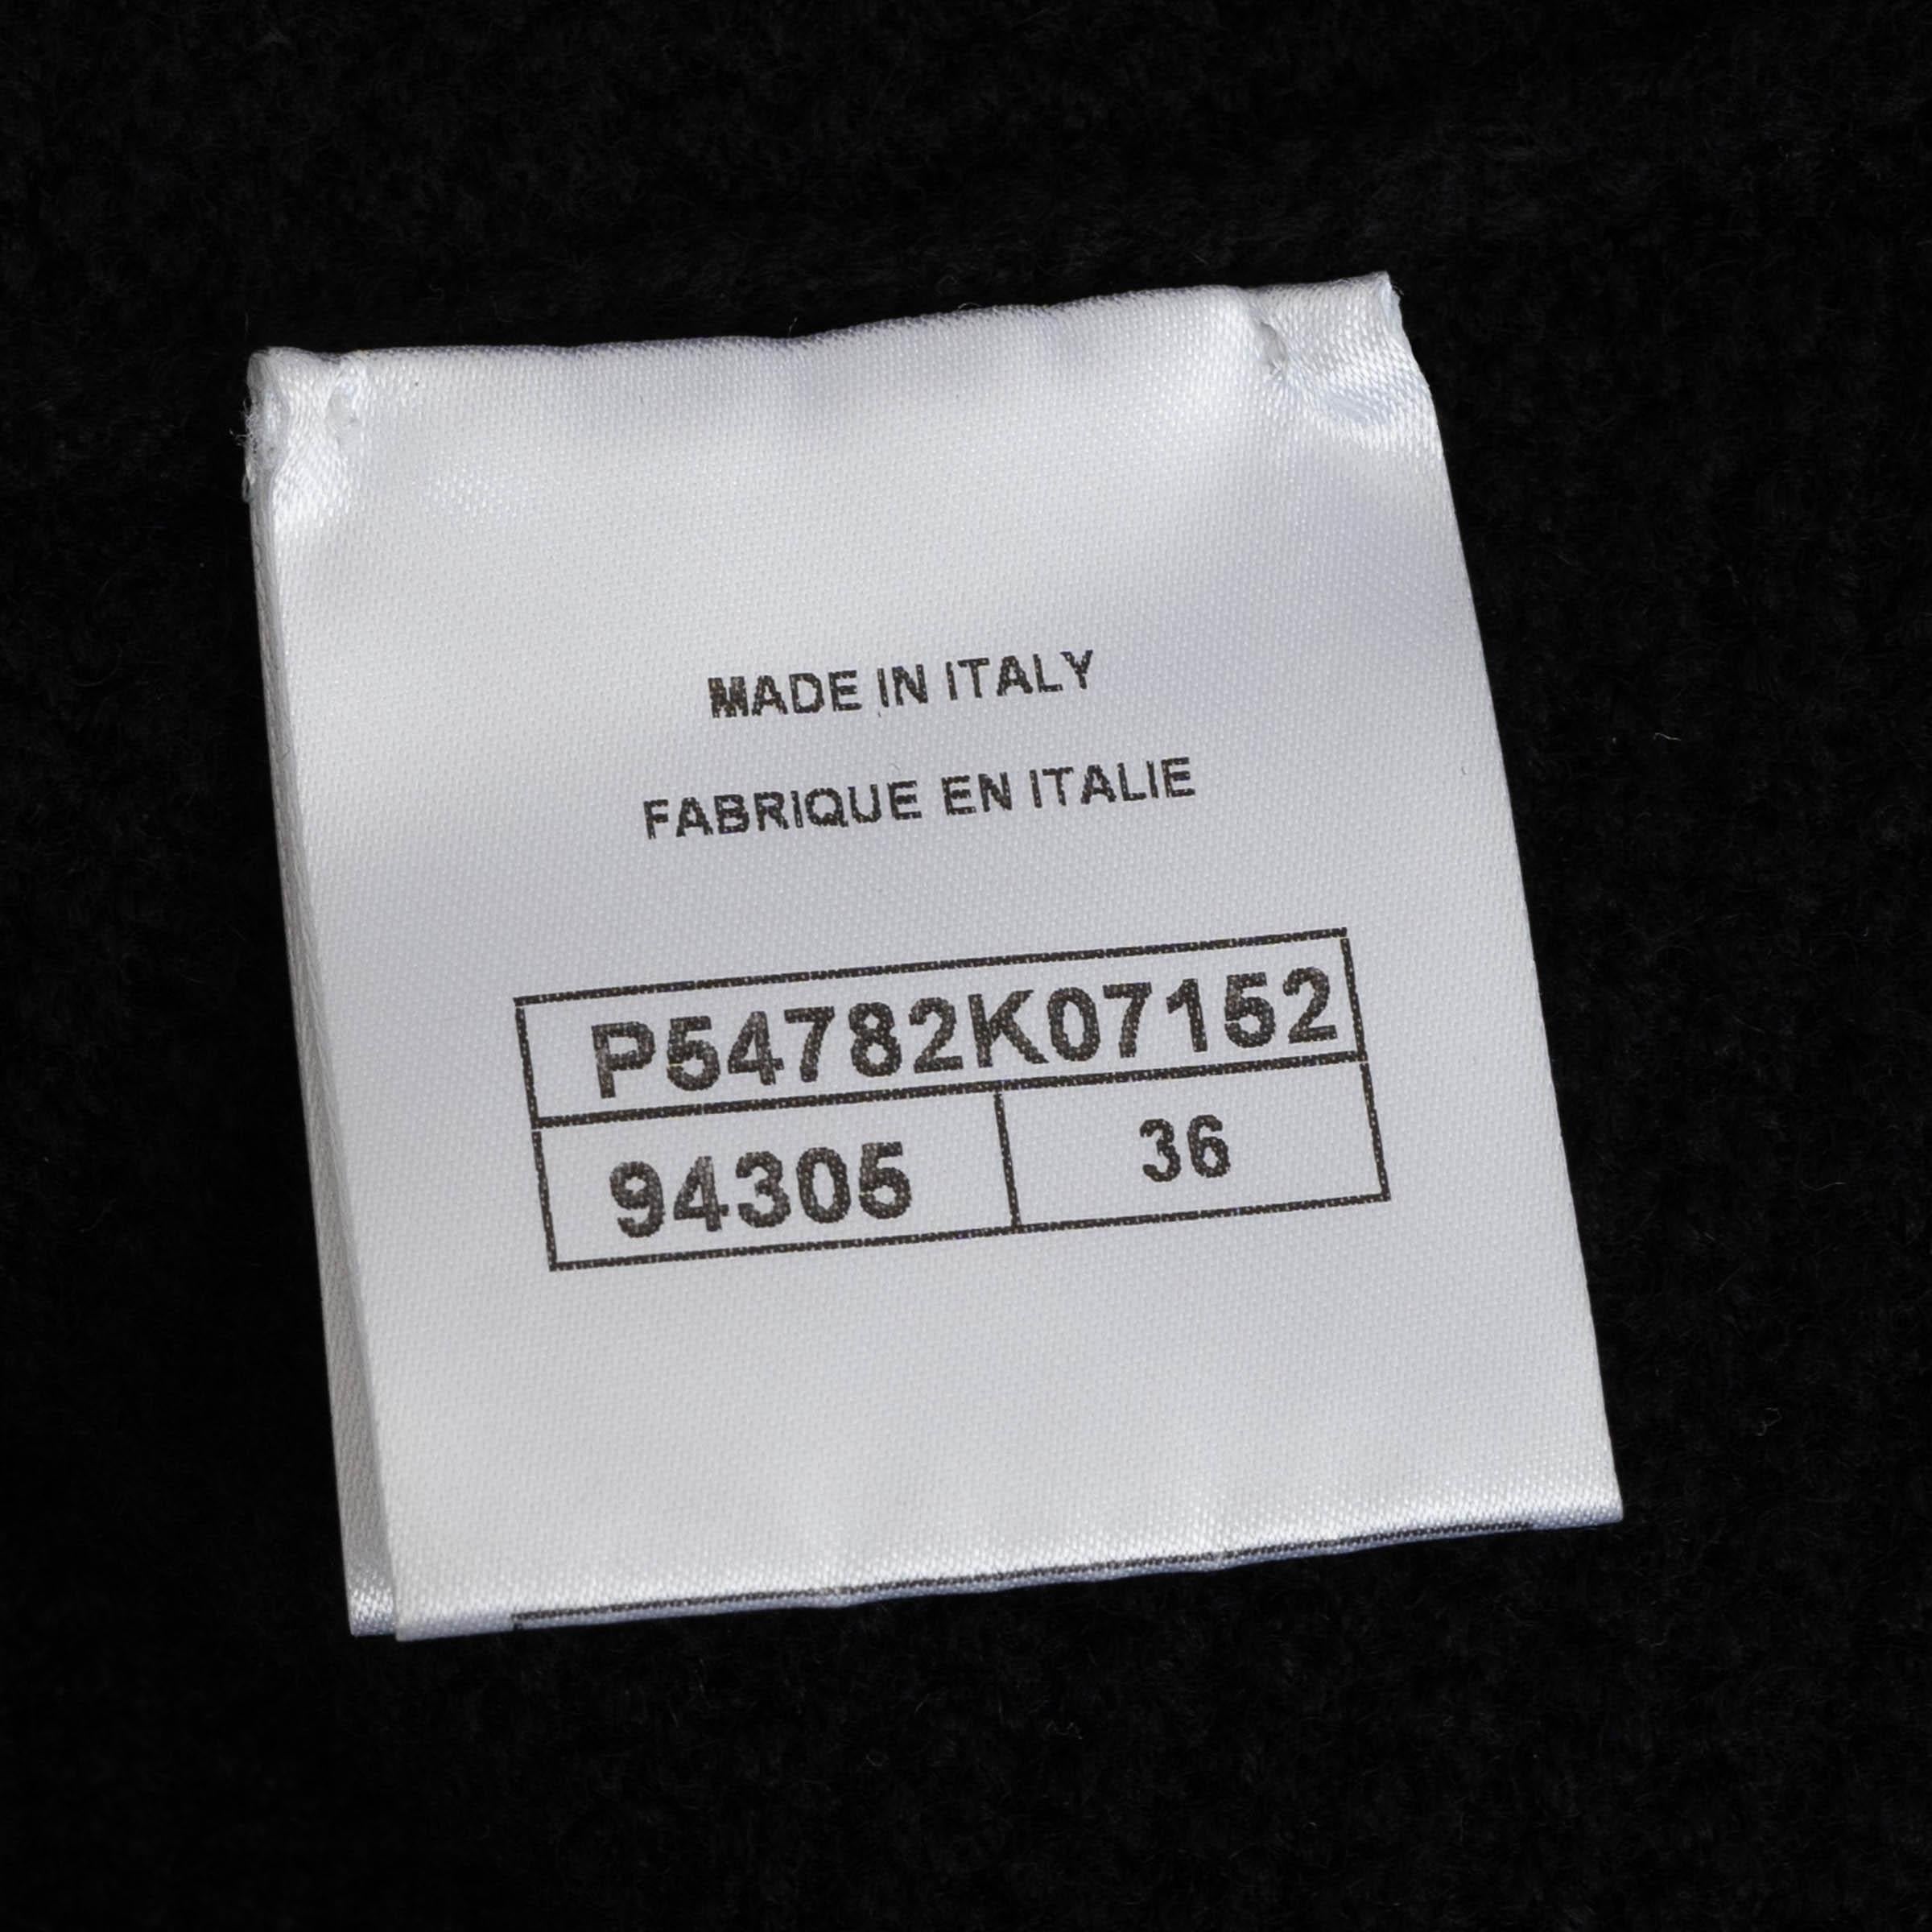 MADE IN ITALY
FABRIQUE EN ITALIE
P54782K07152
94305 36